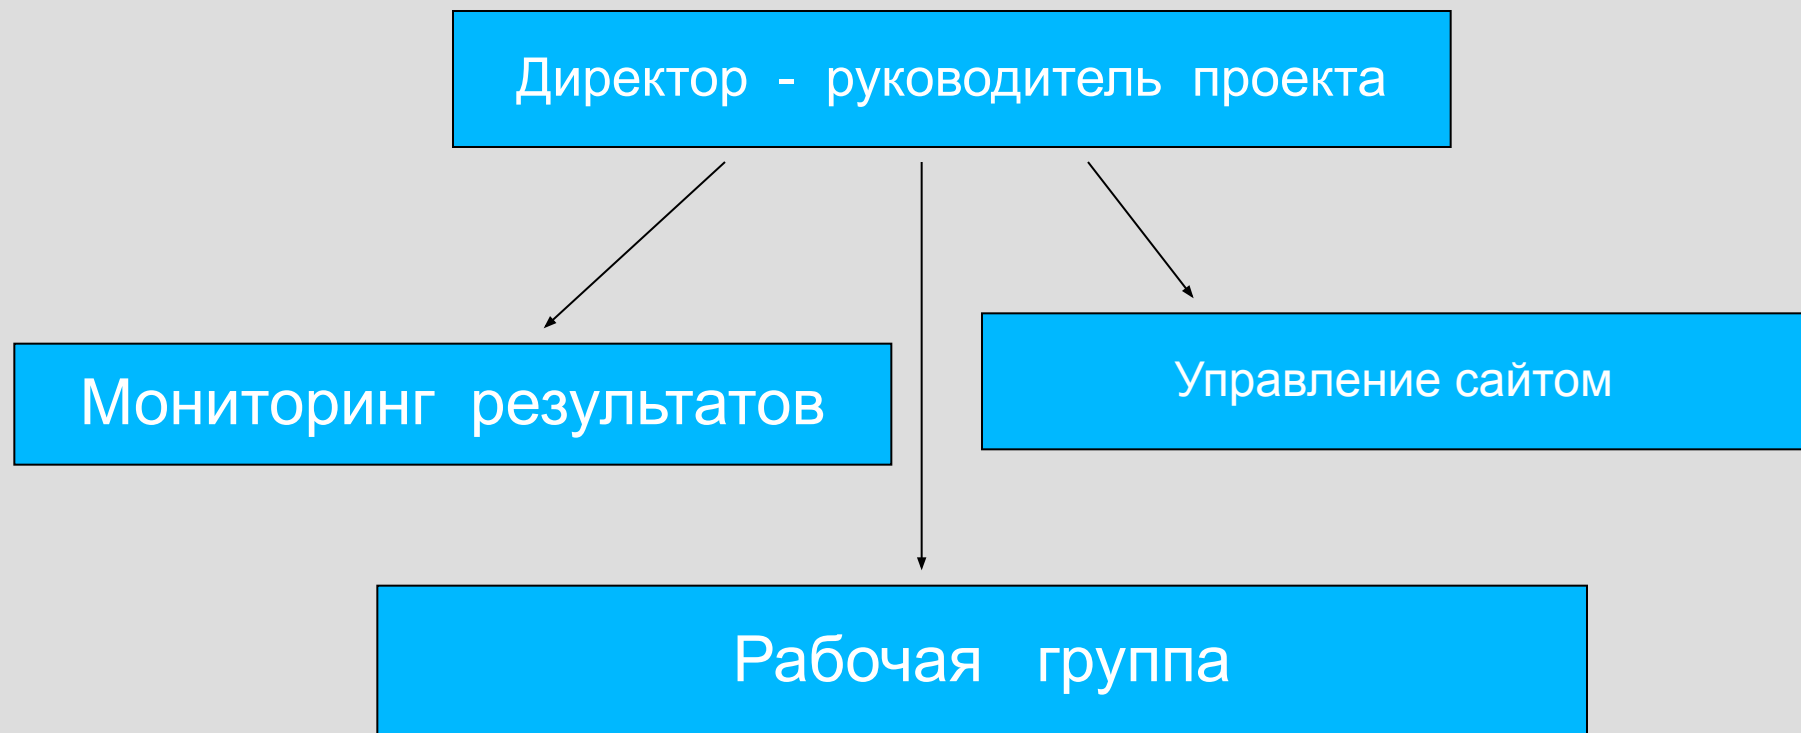 Директор - руководитель проекта
Управление сайтом
Мониторинг результатов
Рабочая группа